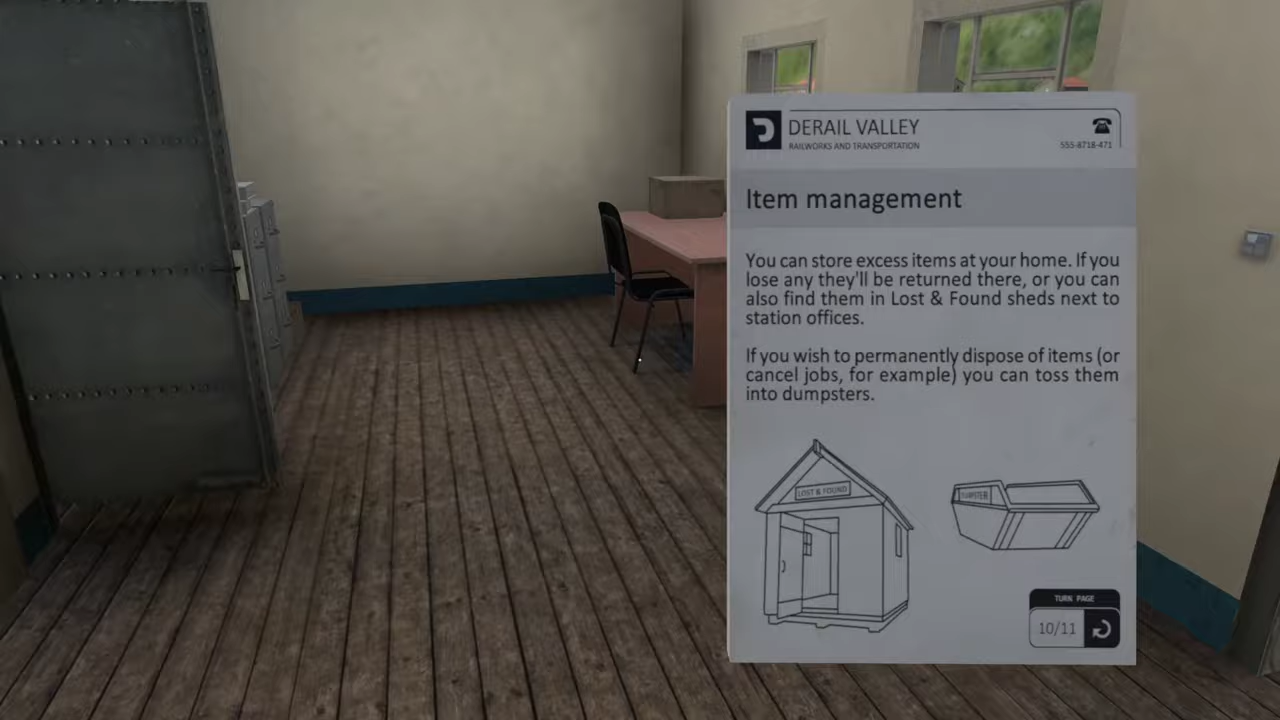 DERAIL VALLEY
RAILWORKS AND TRANSPORTATION
555-8718-471
Item management
You can store excess items at your home. If you
lose any they'll be returned there, or you can
also find them in Lost & Found sheds next to
station offices.
If you wish to permanently dispose of items (or
cancel jobs, for example) you can toss them
into dumpsters.
LOST & FOUND
DUMPSTER
TURN PAGE
10/11